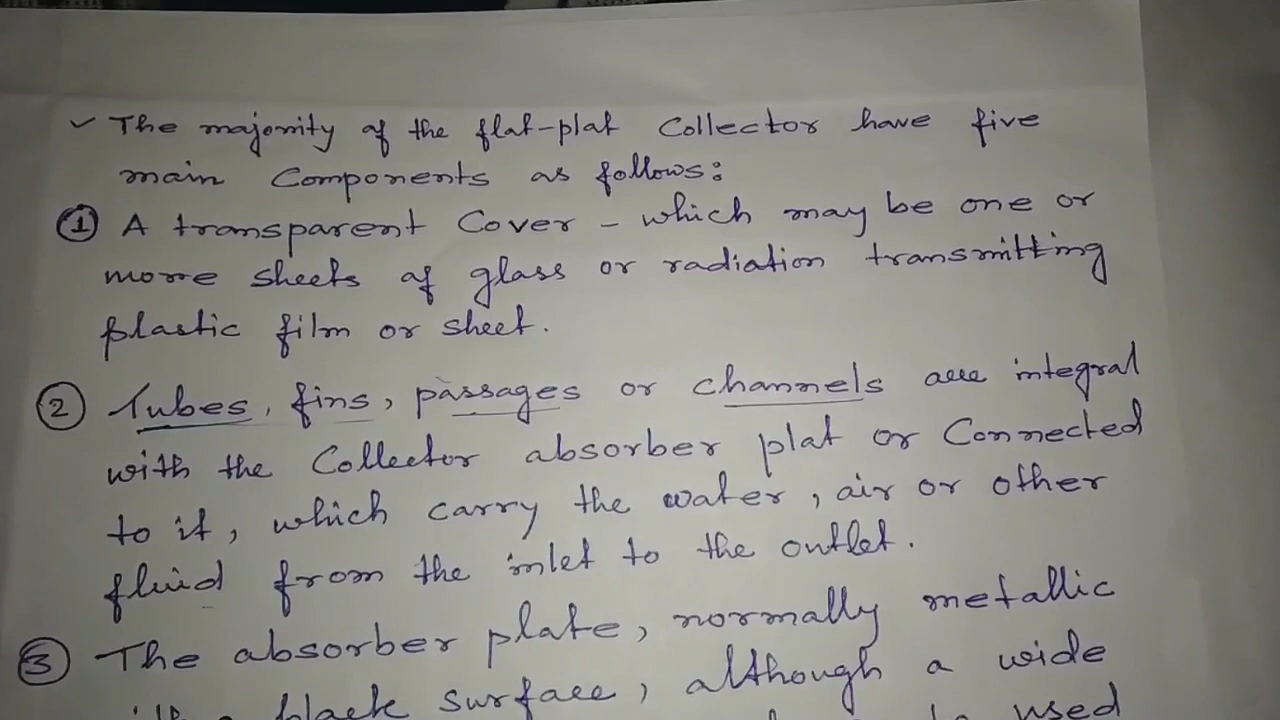 ✓ The majority of the flat-plat Collector have five
main Components as follows:
① A transparent Cover - which may be one or
more sheets of glass or radiation transmitting
plastic film or sheet.
② Tubes, fins, passages or channels are integral
with the Collector absorber plat or Connected
to it, which carry the water, air or other
fluid from the inlet to the outlet.
③ The absorber plate, normally metallic
black surface, although a wide
used